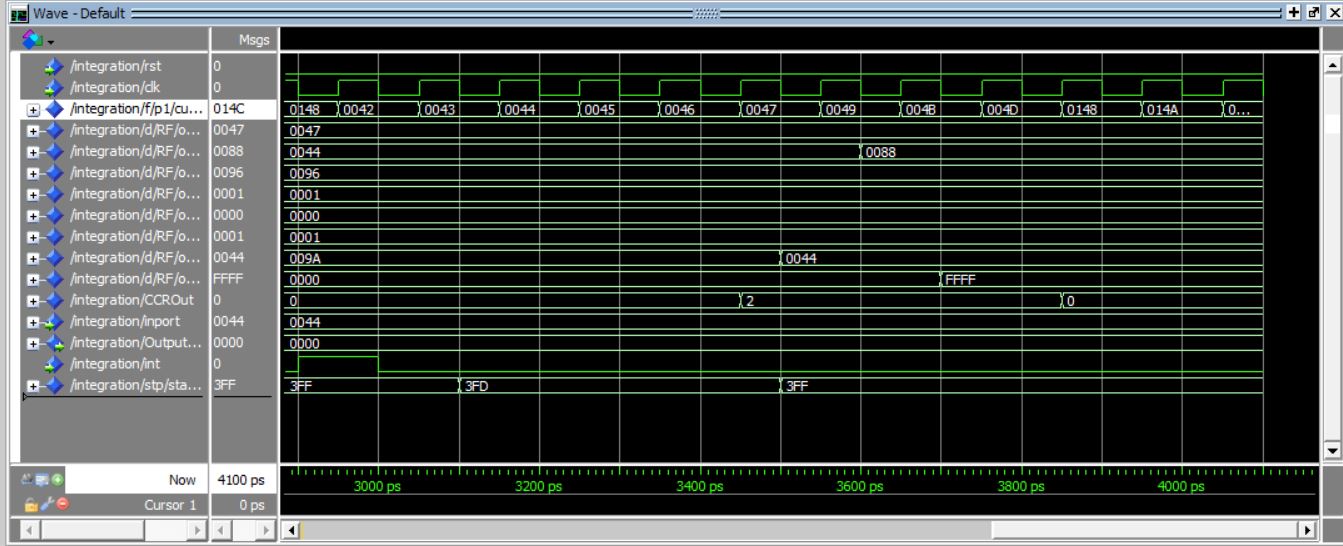 Wave - Default
Msgs
/integration/rst 0
/integration/clk 0
/integration/f/p1/cu... 014C 0148 0042 0043 0044 0045 0046 0047 0049 004B 004D 0148 014A 0...
/integration/d/RF/o... 0047 0047
/integration/d/RF/o... 0088 0044 0088
/integration/d/RF/o... 0096 0096
/integration/d/RF/o... 0001 0001
/integration/d/RF/o... 0000 0000
/integration/d/RF/o... 0001 0001
/integration/d/RF/o... 0044 009A 0044
/integration/d/RF/o... FFFF 0000 FFFF
/integration/CCROut 0 0 2 0
/integration/inport 0044 0044
/integration/Output... 0000 0000
/integration/int 0
/integration/stp/sta... 3FF 3FF 3FD 3FF
Now 4100 ps 3000 ps 3200 ps 3400 ps 3600 ps 3800 ps 4000 ps
Cursor 1 0 ps